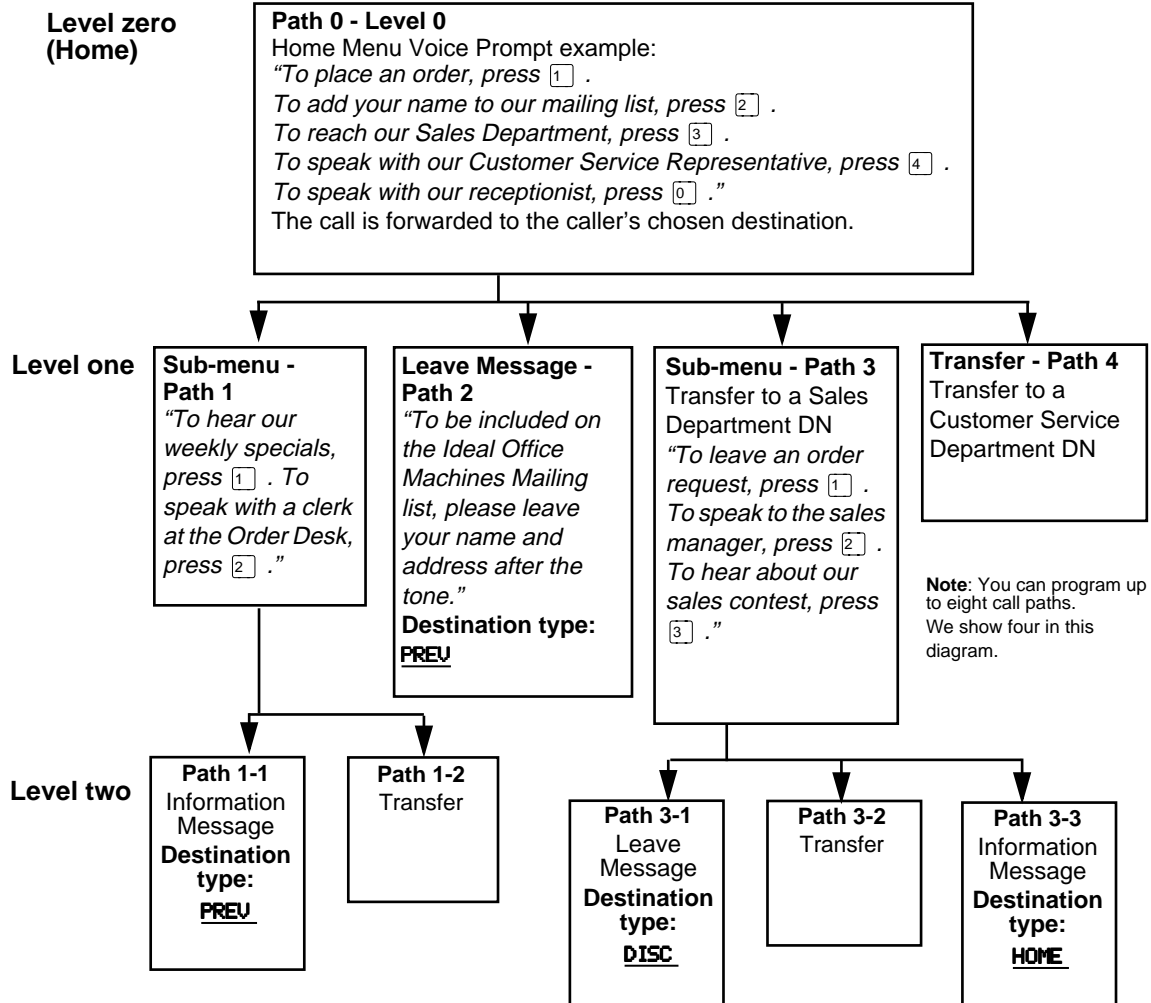 Level zero
(Home)
Path 0 - Level 0
Home Menu Voice Prompt example:
“To place an order, press 1 .
To add your name to our mailing list, press 2 .
To reach our Sales Department, press 3 .
To speak with our Customer Service Representative, press 4 .
To speak with our receptionist, press 0 .”
The call is forwarded to the caller’s chosen destination.
Level one
Sub-menu -
Path 1
“To hear our
weekly specials,
press 1 . To
speak with a clerk
at the Order Desk,
press 2 .”
Leave Message -
Path 2
“To be included on
the Ideal Office
Machines Mailing
list, please leave
your name and
address after the
tone.”
Destination type:
PREV
Sub-menu - Path 3
Transfer to a Sales
Department DN
“To leave an order
request, press 1 .
To speak to the sales
manager, press 2 .
To hear about our
sales contest, press
3 .”
Transfer - Path 4
Transfer to a
Customer Service
Department DN
Note: You can program up
to eight call paths.
We show four in this
diagram.
Level two
Path 1-1
Information
Message
Destination
type:
PREV
Path 1-2
Transfer
Path 3-1
Leave
Message
Destination
type:
DISC
Path 3-2
Transfer
Path 3-3
Information
Message
Destination
type:
HOME